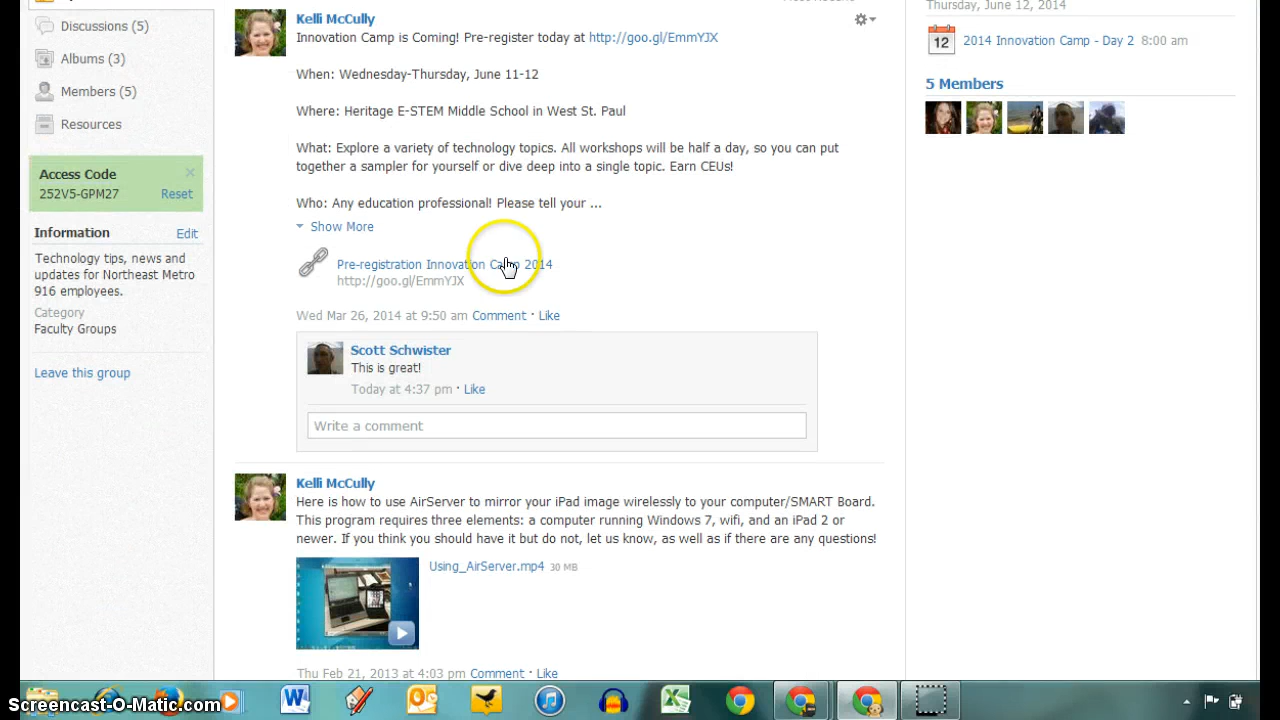 Discussions (5)
Albums (3)
Members (5)
Resources
Access Code
252V5-GPM27 Reset
Information Edit
Technology tips, news and
updates for Northeast Metro
916 employees.
Category
Faculty Groups
Leave this group
Kelli McCully
Innovation Camp is Coming! Pre-register today at http://goo.gl/EmmYJX
When: Wednesday-Thursday, June 11-12
Where: Heritage E-STEM Middle School in West St. Paul
What: Explore a variety of technology topics. All workshops will be half a day, so you can put
together a sampler for yourself or dive deep into a single topic. Earn CEUs!
Who: Any education professional! Please tell your ...
Show More
Pre-registration Innovation Camp 2014
http://goo.gl/EmmYJX
Wed Mar 26, 2014 at 9:50 am Comment · Like
Scott Schwister
This is great!
Today at 4:37 pm · Like
Write a comment
Kelli McCully
Here is how to use AirServer to mirror your iPad image wirelessly to your computer/SMART Board.
This program requires three elements: a computer running Windows 7, wifi, and an iPad 2 or
newer. If you think you should have it but do not, let us know, as well as if there are any questions!
Using_AirServer.mp4 30 MB
Thu Feb 21, 2013 at 4:03 pm Comment · Like
Thursday, June 12, 2014
12 2014 Innovation Camp - Day 2 8:00 am
5 Members
Screencast-O-Matic.com